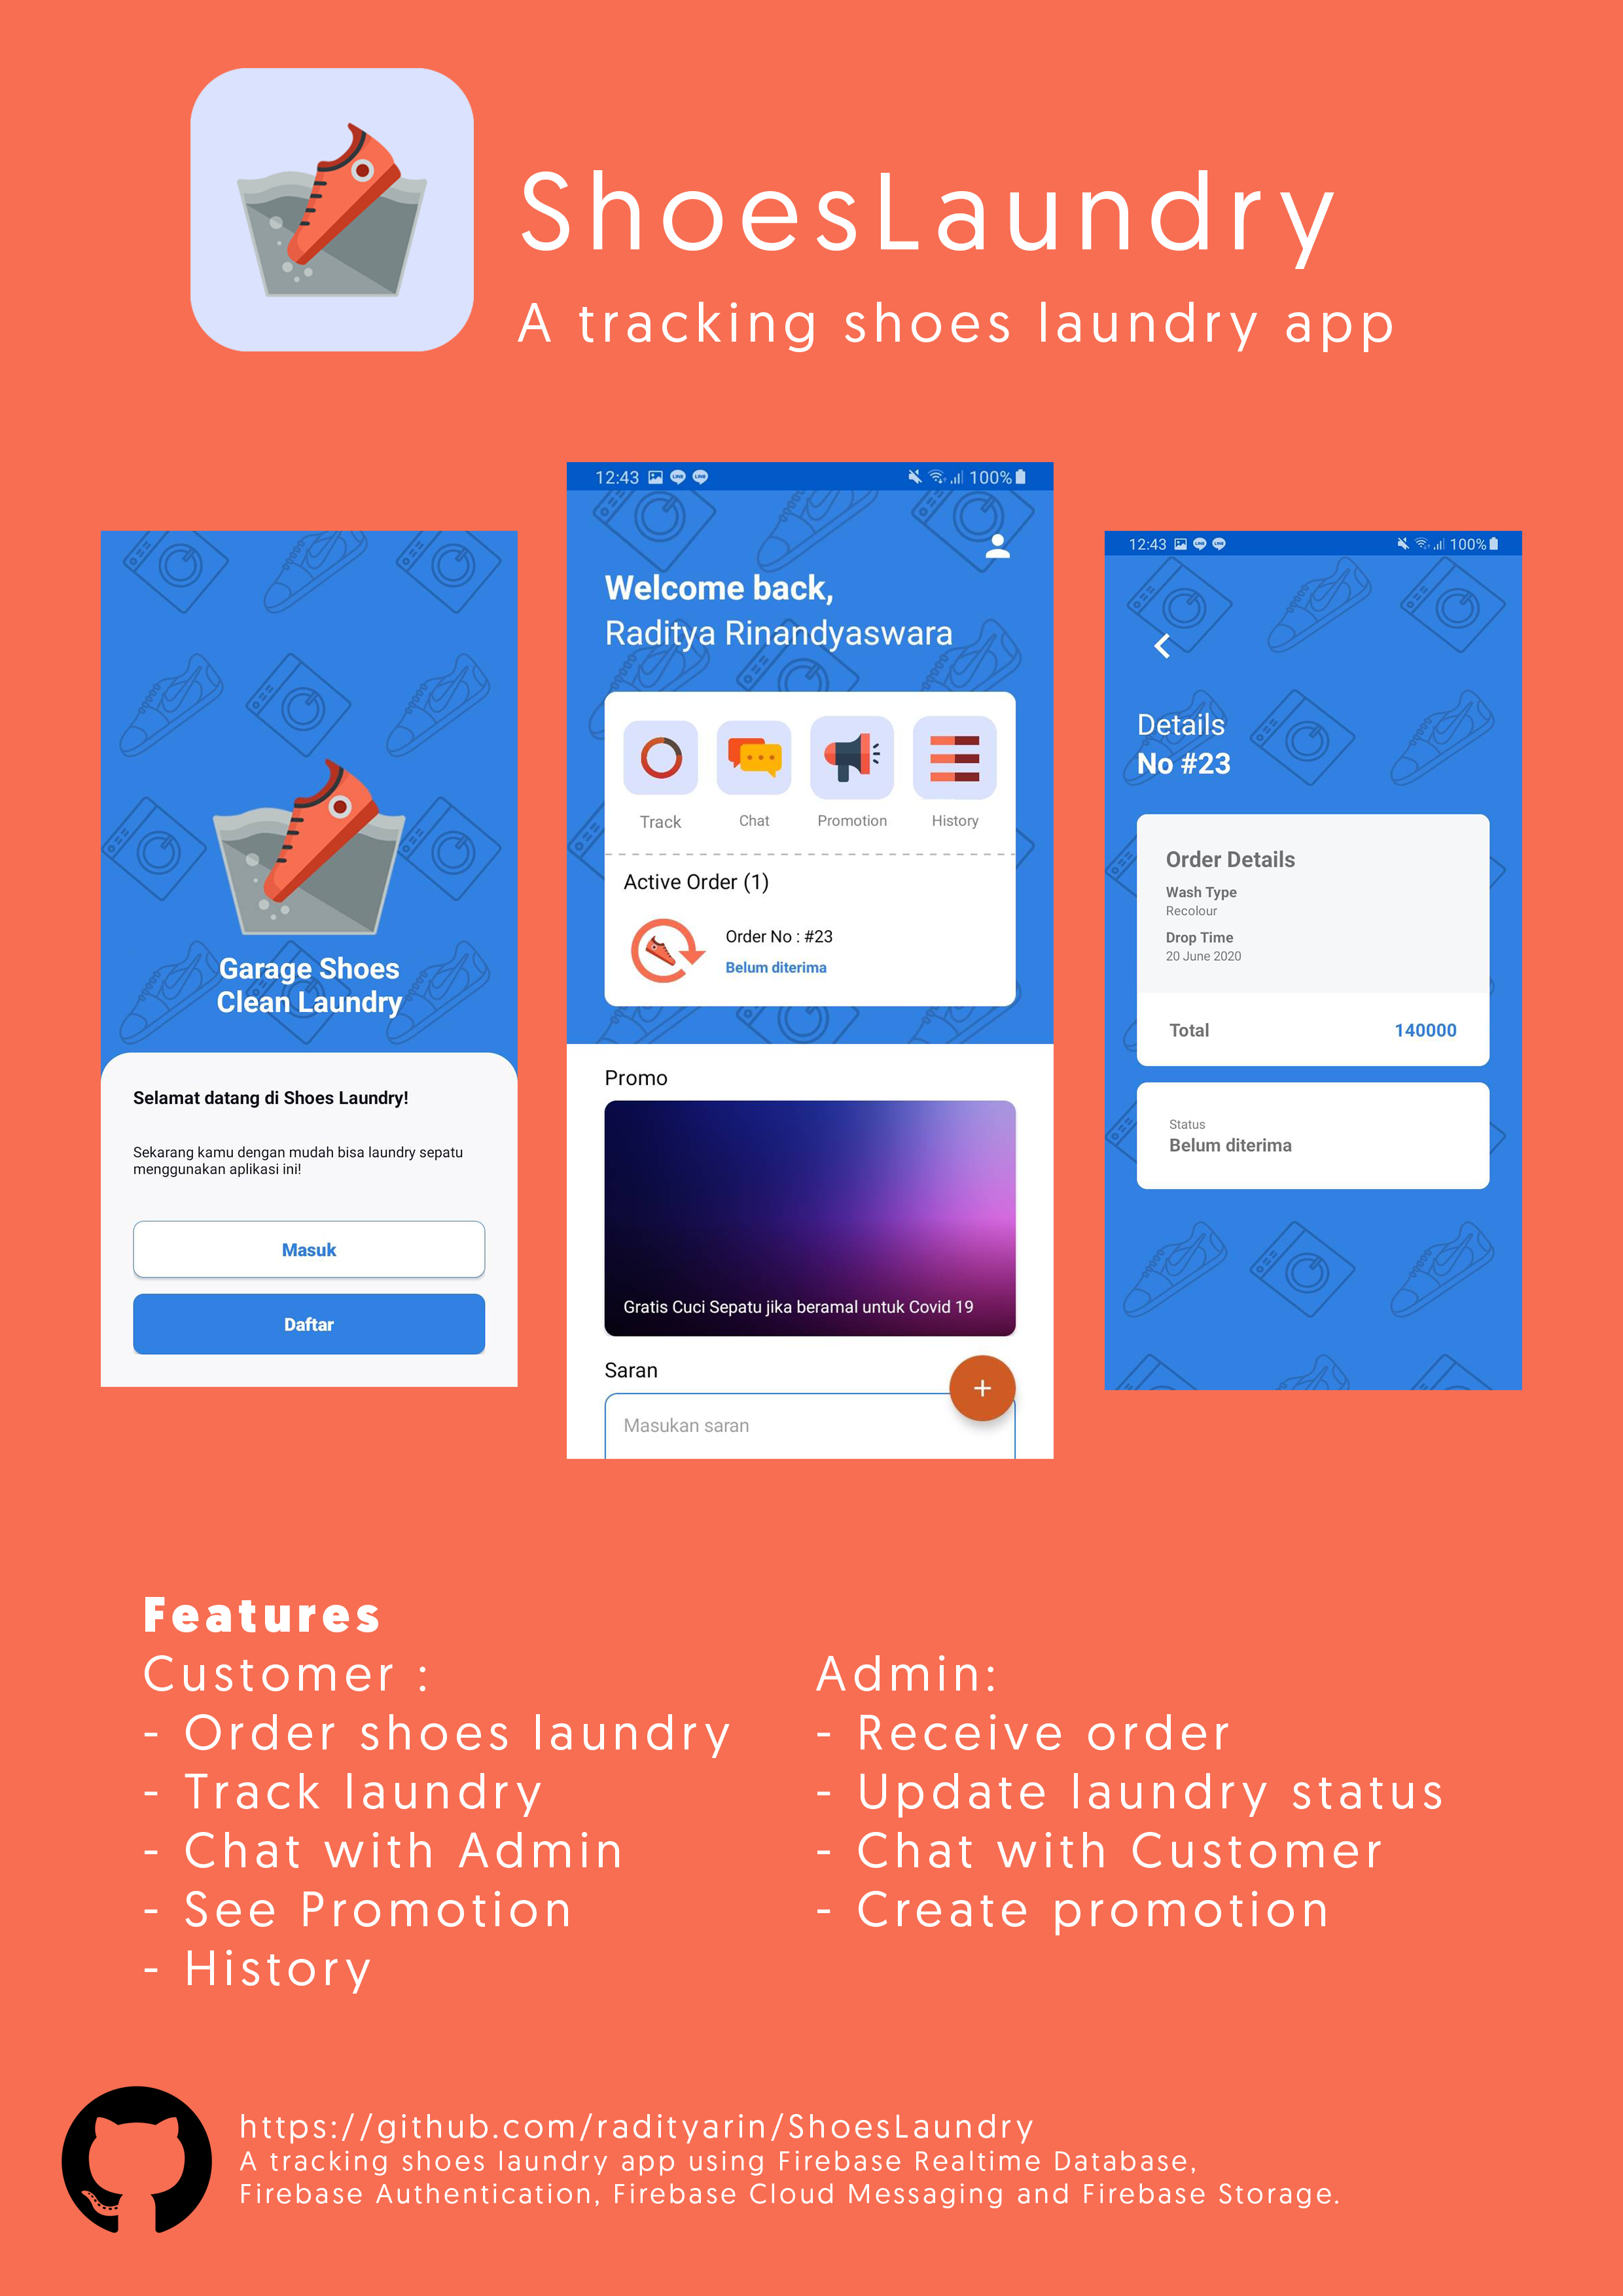 ShoesLaundry
A tracking shoes laundry app
Garage Shoes
Clean Laundry
Selamat datang di Shoes Laundry!
Sekarang kamu dengan mudah bisa laundry sepatu
menggunakan aplikasi ini!
Masuk
Daftar
12:43 LINE LINE 100%
Welcome back,
Raditya Rinandyaswara
Track Chat Promotion History
Active Order (1)
Order No : #23
Belum diterima
Promo
Gratis Cuci Sepatu jika beramal untuk Covid 19
Saran
+
Masukan saran
12:43 LINE LINE 100%
Details
No #23
Order Details
Wash Type
Recolour
Drop Time
20 June 2020
Total 140000
Status
Belum diterima
Features
Customer :
- Order shoes laundry
- Track laundry
- Chat with Admin
- See Promotion
- History
Admin:
- Receive order
- Update laundry status
- Chat with Customer
- Create promotion
https://github.com/radityarin/ShoesLaundry
A tracking shoes laundry app using Firebase Realtime Database,
Firebase Authentication, Firebase Cloud Messaging and Firebase Storage.